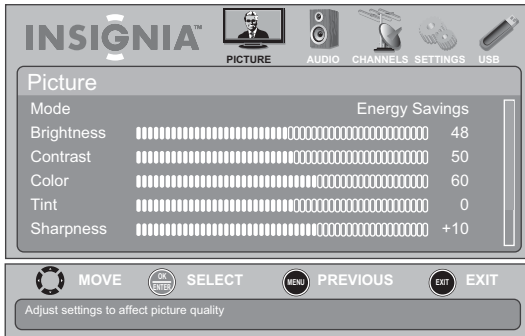 INSIGNIA™
PICTURE AUDIO CHANNELS SETTINGS USB
Picture
Mode Energy Savings
Brightness 48
Contrast 50
Color 60
Tint 0
Sharpness +10
MOVE OK ENTER SELECT MENU PREVIOUS EXIT EXIT
Adjust settings to affect picture quality